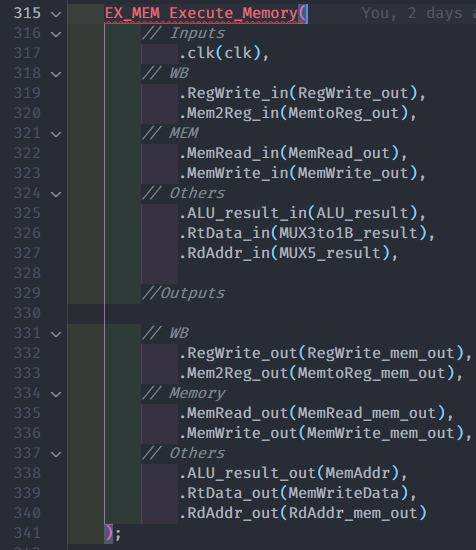 315 EX_MEM Execute_Memory( You, 2 days a
316 // Inputs
317 .clk(clk),
318 // WB
319 .RegWrite_in(RegWrite_out),
320 .Mem2Reg_in(MemtoReg_out),
321 // MEM
322 .MemRead_in(MemRead_out),
323 .MemWrite_in(MemWrite_out),
324 // Others
325 .ALU_result_in(ALU_result),
326 .RtData_in(MUX3to1B_result),
327 .RdAddr_in(MUX5_result),
328
329 //Outputs
330
331 // WB
332 .RegWrite_out(RegWrite_mem_out),
333 .Mem2Reg_out(MemtoReg_mem_out),
334 // Memory
335 .MemRead_out(MemRead_mem_out),
336 .MemWrite_out(MemWrite_mem_out),
337 // Others
338 .ALU_result_out(MemAddr),
339 .RtData_out(MemWriteData),
340 .RdAddr_out(RdAddr_mem_out)
341 );